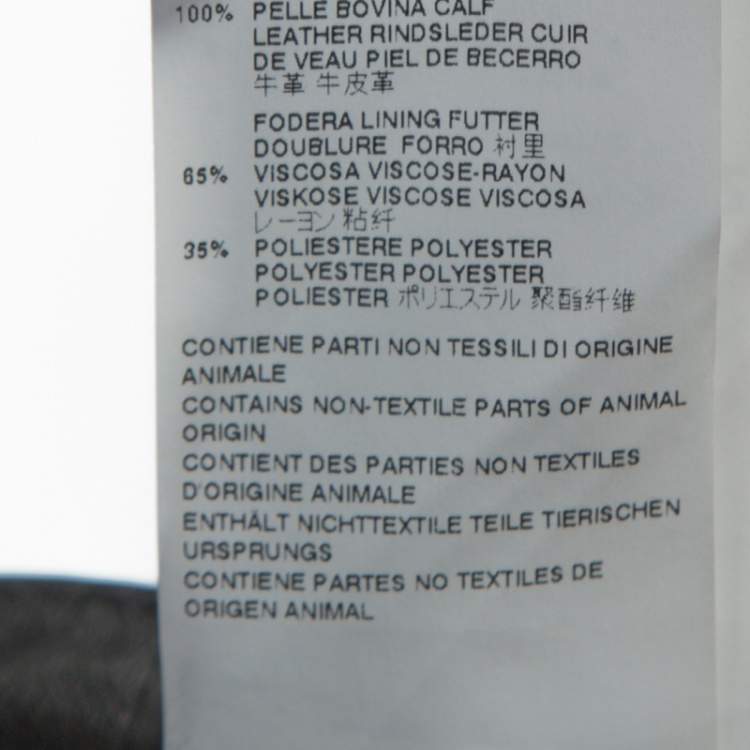 100% PELLE BOVINA CALF
LEATHER RINDSLEDER CUIR
DE VEAU PIEL DE BECERRO
牛革 牛皮革
FODERA LINING FUTTER
DOUBLURE FORRO 衬里
65% VISCOSA VISCOSE-RAYON
VISKOSE VISCOSE VISCOSA
レーヨン 粘纤
35% POLIESTERE POLYESTER
POLYESTER POLYESTER
POLIESTER ポリエステル 聚酯纤维
CONTIENE PARTI NON TESSILI DI ORIGINE
ANIMALE
CONTAINS NON-TEXTILE PARTS OF ANIMAL
ORIGIN
CONTIENT DES PARTIES NON TEXTILES
D'ORIGINE ANIMALE
ENTHÄLT NICHTTEXTILE TEILE TIERISCHEN
URSPRUNGS
CONTIENE PARTES NO TEXTILES DE
ORIGEN ANIMAL